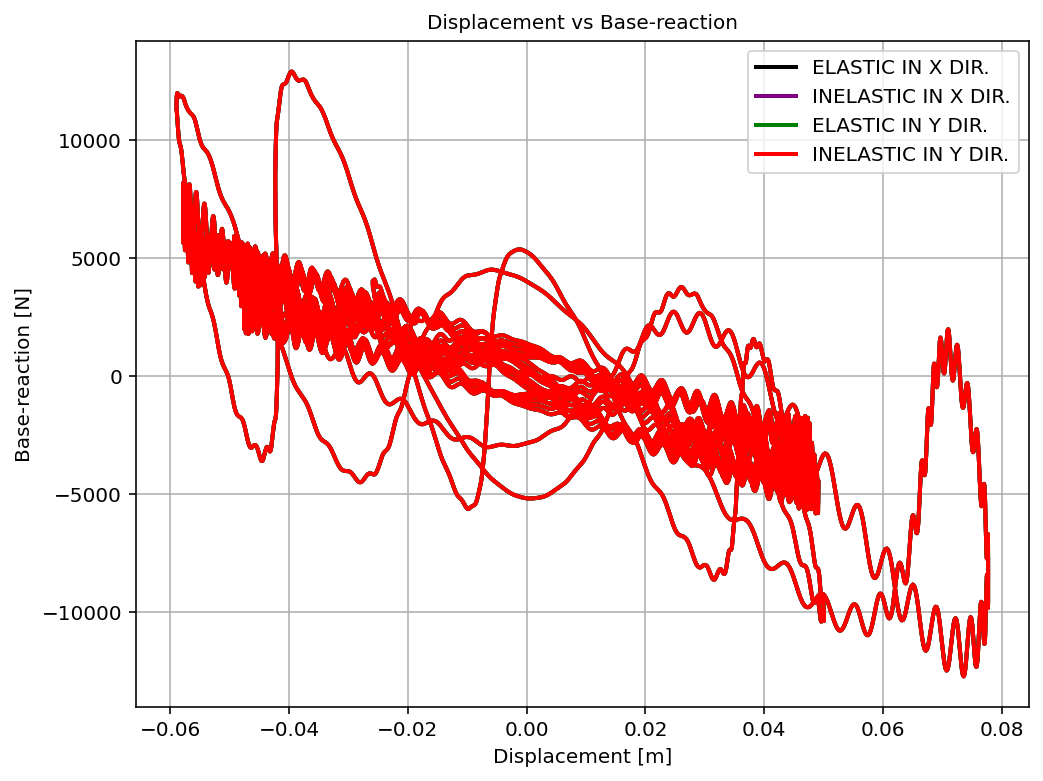 Displacement vs Base-reaction
ELASTIC IN X DIR.
INELASTIC IN X DIR.
ELASTIC IN Y DIR.
INELASTIC IN Y DIR.
Base-reaction [N]
10000
5000
0
−5000
−10000
−0.06 −0.04 −0.02 0.00 0.02 0.04 0.06 0.08
Displacement [m]